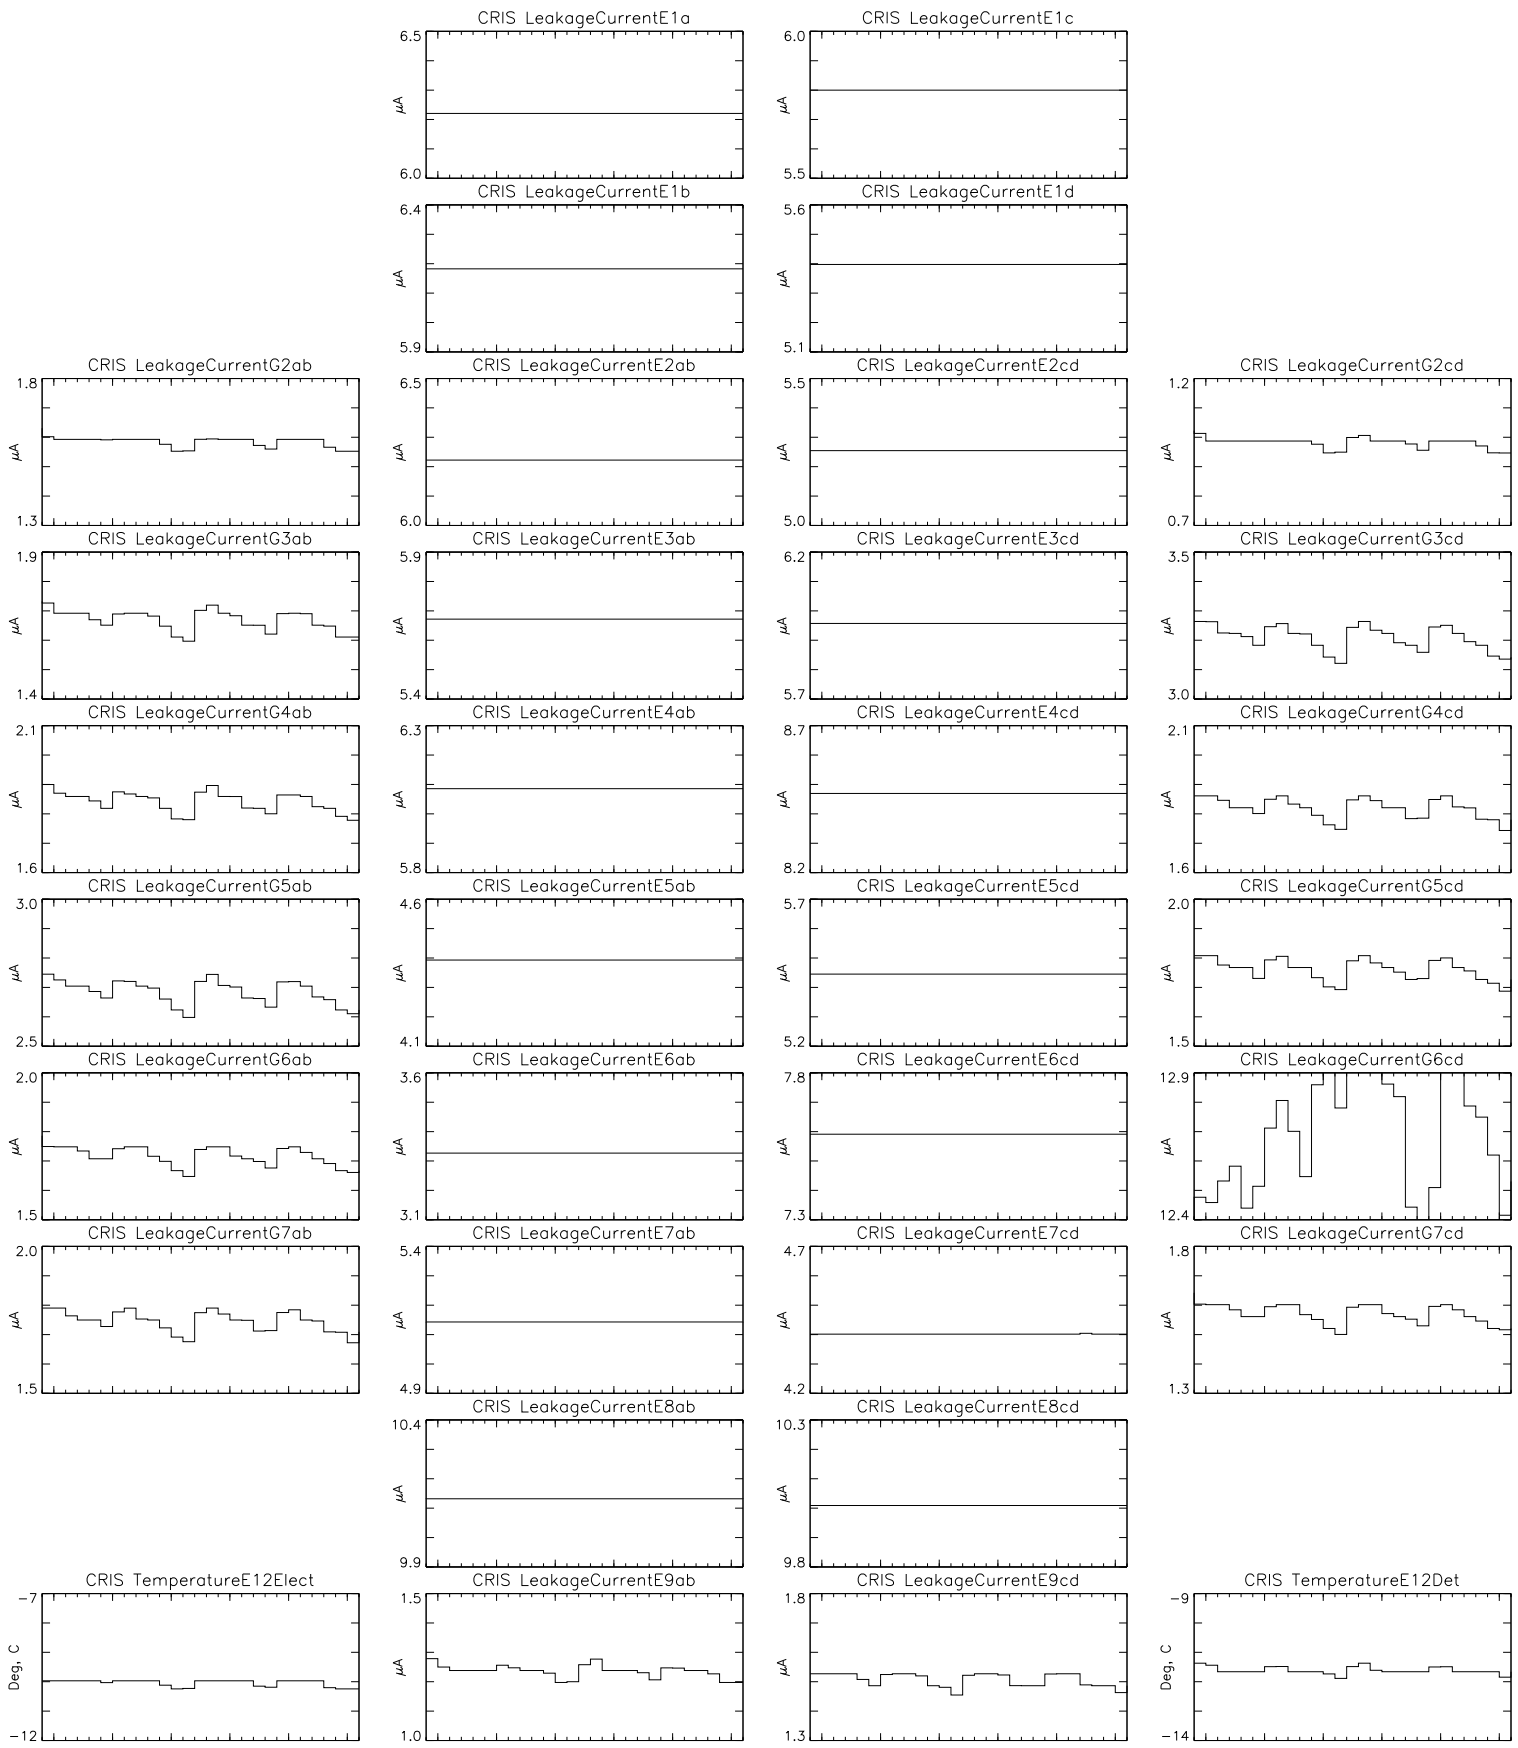 CRIS LeakageCurrentE1a CRIS LeakageCurrentE1c
6.5 6.0
μA μA
6.0 5.5
CRIS LeakageCurrentE1b CRIS LeakageCurrentE1d
6.4 5.6
μA μA
5.9 5.1
CRIS LeakageCurrentG2ab CRIS LeakageCurrentE2ab CRIS LeakageCurrentE2cd CRIS LeakageCurrentG2cd
1.8 6.5 5.5 1.2
μA μA μA μA
1.3 6.0 5.0 0.7
CRIS LeakageCurrentG3ab CRIS LeakageCurrentE3ab CRIS LeakageCurrentE3cd CRIS LeakageCurrentG3cd
1.9 5.9 6.2 3.5
μA μA μA μA
1.4 5.4 5.7 3.0
CRIS LeakageCurrentG4ab CRIS LeakageCurrentE4ab CRIS LeakageCurrentE4cd CRIS LeakageCurrentG4cd
2.1 6.3 8.7 2.1
μA μA μA μA
1.6 5.8 8.2 1.6
CRIS LeakageCurrentG5ab CRIS LeakageCurrentE5ab CRIS LeakageCurrentE5cd CRIS LeakageCurrentG5cd
3.0 4.6 5.7 2.0
μA μA μA μA
2.5 4.1 5.2 1.5
CRIS LeakageCurrentG6ab CRIS LeakageCurrentE6ab CRIS LeakageCurrentE6cd CRIS LeakageCurrentG6cd
2.0 3.6 7.8 12.9
μA μA μA μA
1.5 3.1 7.3 12.4
CRIS LeakageCurrentG7ab CRIS LeakageCurrentE7ab CRIS LeakageCurrentE7cd CRIS LeakageCurrentG7cd
2.0 5.4 4.7 1.8
μA μA μA μA
1.5 4.9 4.2 1.3
CRIS LeakageCurrentE8ab CRIS LeakageCurrentE8cd
10.4 10.3
μA μA
9.9 9.8
CRIS TemperatureE12Elect CRIS LeakageCurrentE9ab CRIS LeakageCurrentE9cd CRIS TemperatureE12Det
-7 1.5 1.8 -9
Deg, C μA μA Deg, C
-12 1.0 1.3 -14